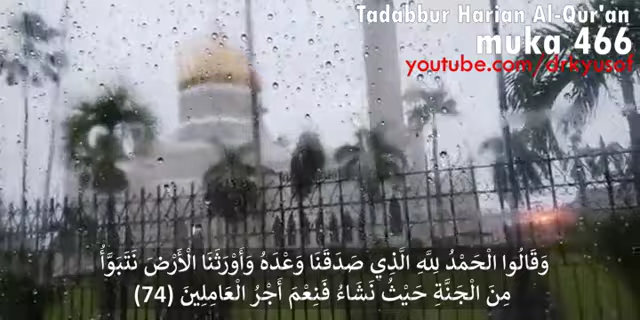 Tadabbur Harian Al-Qur'an
muka 466
youtube.com/drkyusof
وَقَالُوا الْحَمْدُ لِلَّهِ الَّذِي صَدَقَنَا وَعْدَهُ وَأَوْرَثَنَا الْأَرْضَ نَتَبَوَّأُ
مِنَ الْجَنَّةِ حَيْثُ نَشَاءُ فَنِعْمَ أَجْرُ الْعَامِلِينَ (74)